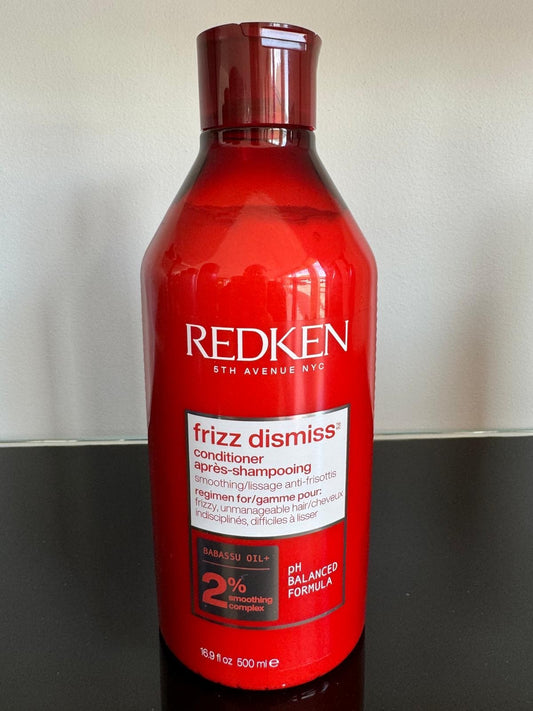 REDKEN
5TH AVENUE NYC
frizz dismiss
conditioner
après-shampooing
smoothing/lissage anti-frisottis
regimen for/gamme pour:
frizzy, unmanageable hair/cheveux
indisciplinés, difficiles à lisser
BABASSU OIL+
2%
smoothing
complex
pH
BALANCED
FORMULA
16.9 fl oz 500 ml e